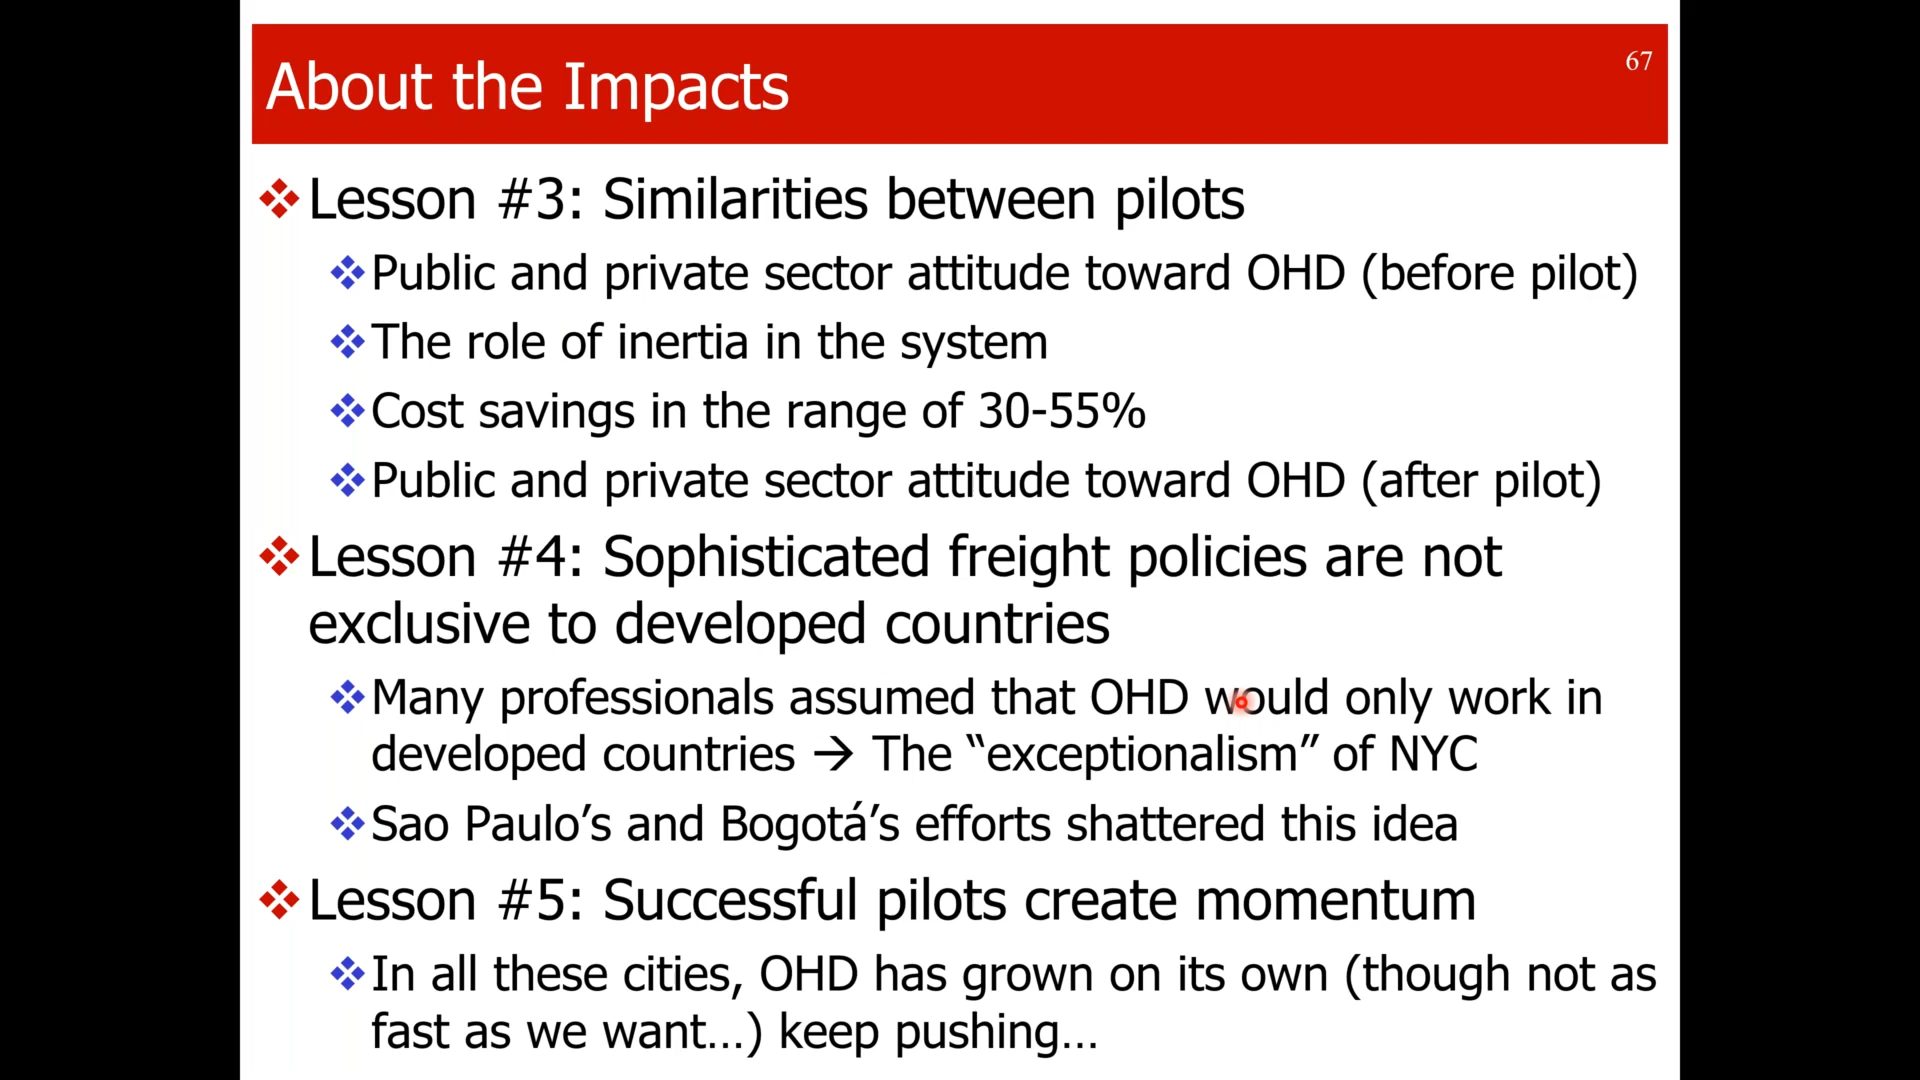 About the Impacts
67
Lesson #3: Similarities between pilots
Public and private sector attitude toward OHD (before pilot)
The role of inertia in the system
Cost savings in the range of 30-55%
Public and private sector attitude toward OHD (after pilot)
Lesson #4: Sophisticated freight policies are not
exclusive to developed countries
Many professionals assumed that OHD would only work in
developed countries → The “exceptionalism” of NYC
Sao Paulo’s and Bogotá’s efforts shattered this idea
Lesson #5: Successful pilots create momentum
In all these cities, OHD has grown on its own (though not as
fast as we want…) keep pushing…